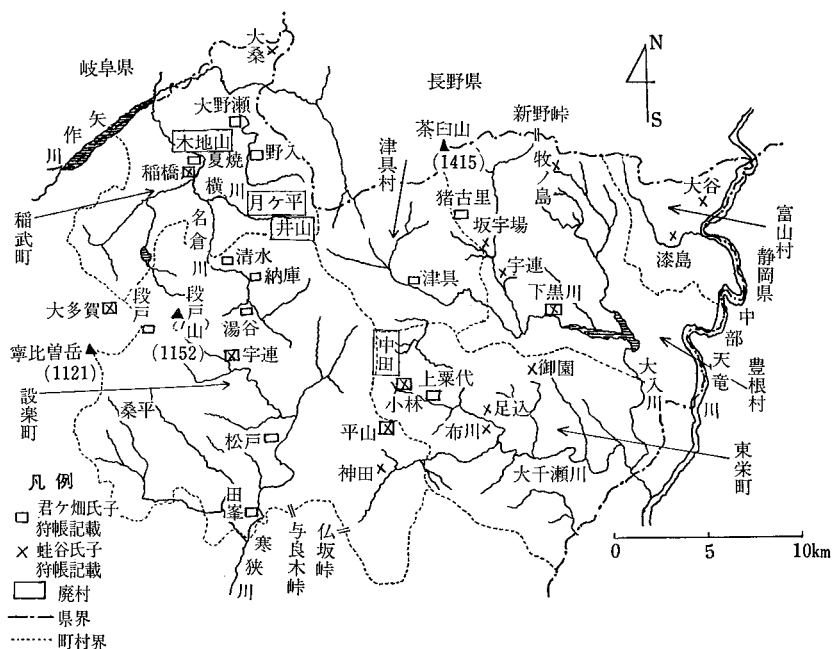 大桑
岐阜県
長野県
N
S
大野瀬
茶臼山
(1415)
新野峠
矢作川
木地山
夏焼
野入
稲橋
津具村
牧ノ島
大谷
横川
月ヶ平
猪古里
富山村
稲武町
名倉川
井山
坂宇場
漆島
静岡県
清水
宇連
納庫
津具
下黒川
大多賀
段戸
段戸山
(1152)
湯谷
中部天竜川
寧比曽岳
(1121)
宇連
中田
上粟代
御園
大入川
豊根村
設楽町
桑平
小林
足込
松戸
平山
布川
東栄町
神田
大千瀬川
凡例
君ヶ畑氏子
狩帳記載
蛭谷氏子
狩帳記載
廃村
県界
町村界
田峯
寒狭川
与良木峠
仏坂峠
0 5 10km